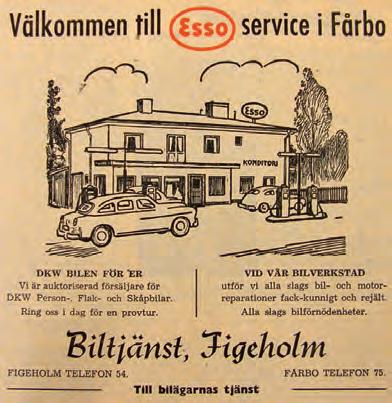 Välkommen till Esso service i Fårbo
Esso
KONDITORI
DKW BILEN FÖR ER
Vi är auktoriserad försäljare för
DKW Person-, Flak- och Skåpbilar.
Ring oss i dag för en provtur.
VID VÅR BILVERKSTAD
utför vi alla slags bil- och motor-
reparationer fack-kunnigt och rejält.
Alla slags bilförnödenheter.
Biltjänst, Figeholm
FIGEHOLM TELEFON 54. FÅRBO TELEFON 75.
Till bilägarnas tjänst